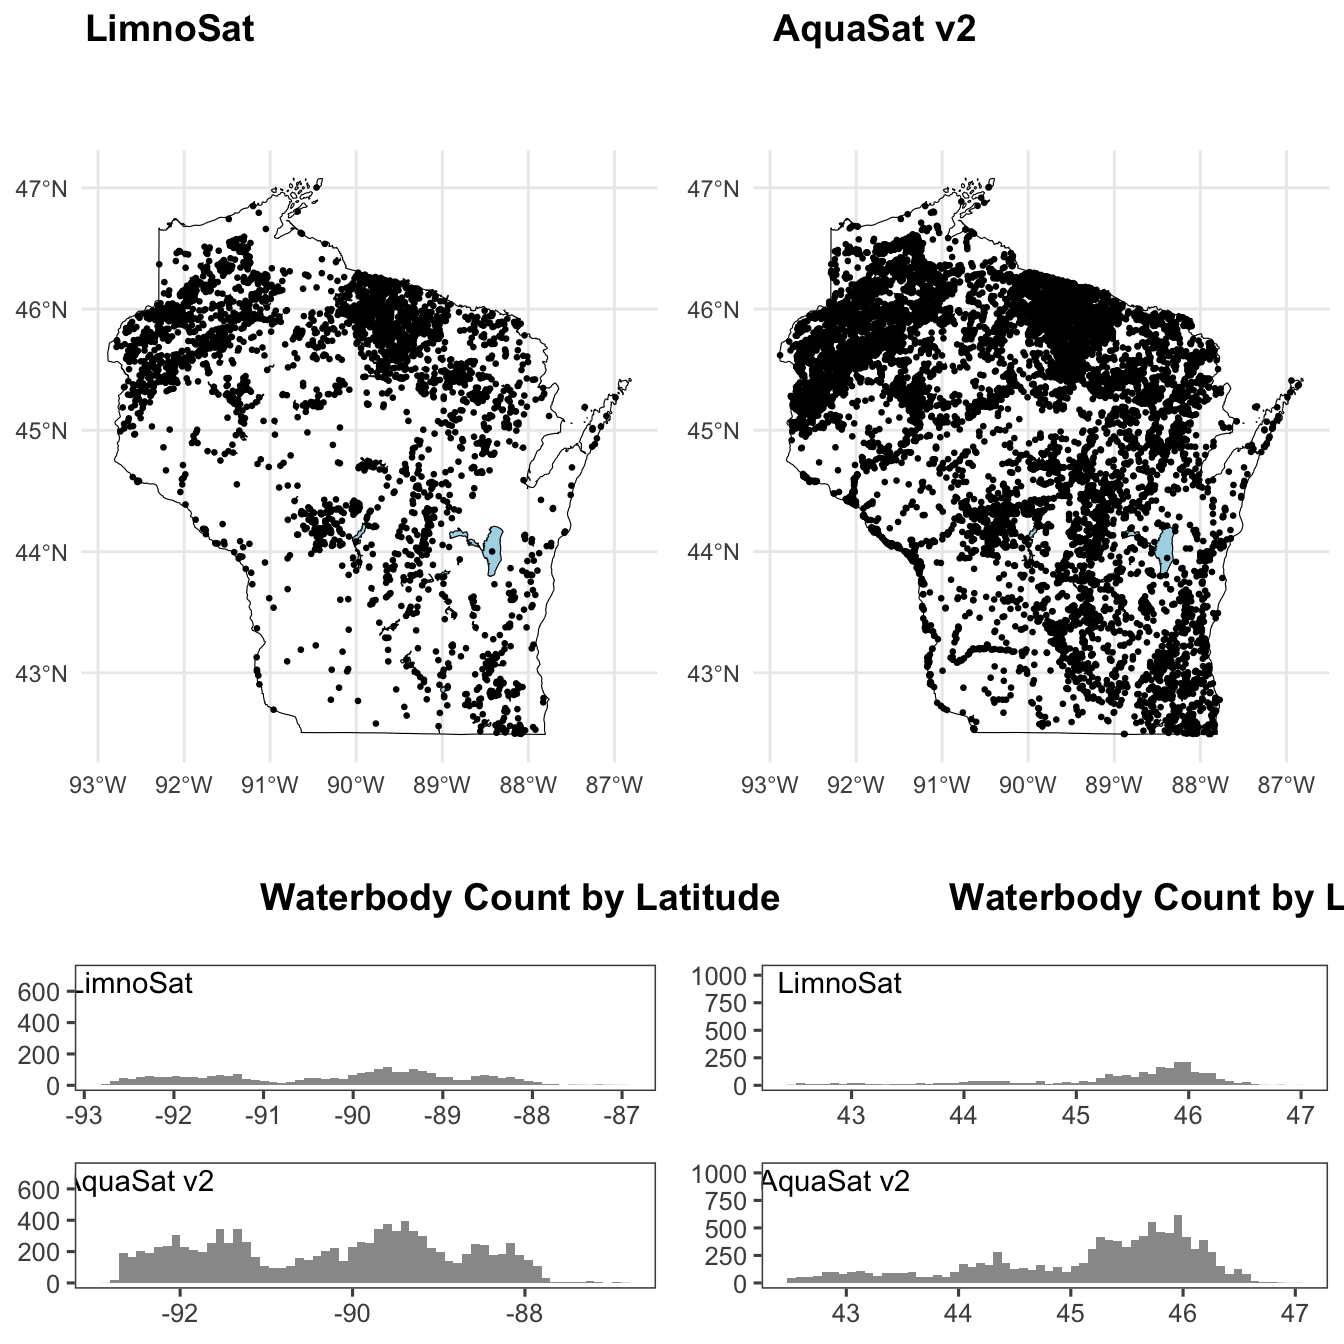 LimnoSat
AquaSat v2
47°N
46°N
45°N
44°N
43°N
93°W 92°W 91°W 90°W 89°W 88°W 87°W
47°N
46°N
45°N
44°N
43°N
93°W 92°W 91°W 90°W 89°W 88°W 87°W
Waterbody Count by Latitude
Waterbody Count by L
imnoSat
600
400
200
0
-93 -92 -91 -90 -89 -88 -87
LimnoSat
1000
750
500
250
0
43 44 45 46 47
AquaSat v2
600
400
200
0
-92 -90 -88
AquaSat v2
1000
750
500
250
0
43 44 45 46 47